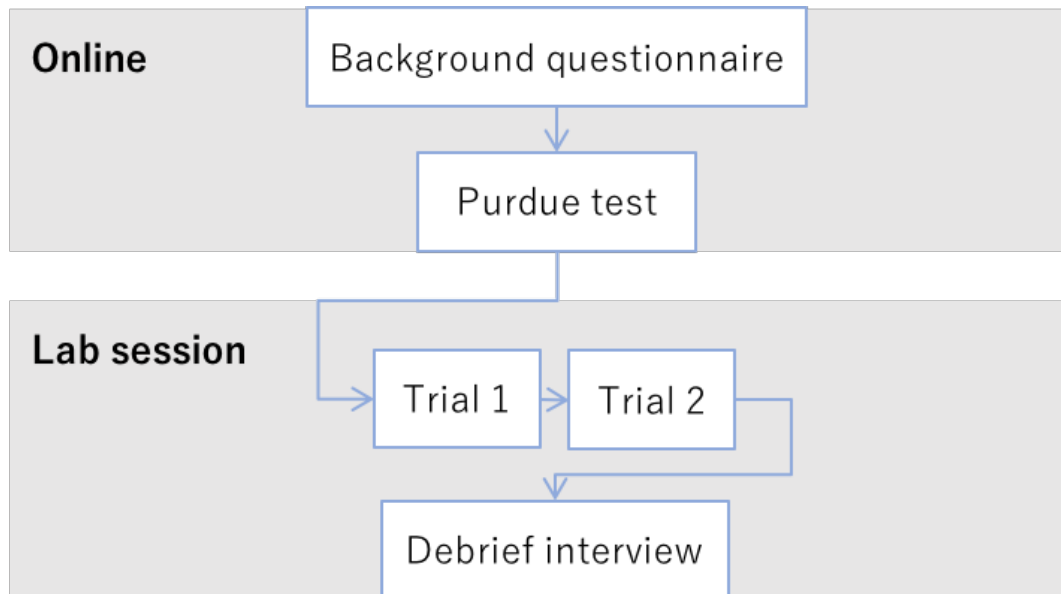 Online
Background questionnaire
Purdue test
Lab session
Trial 1
Trial 2
Debrief interview